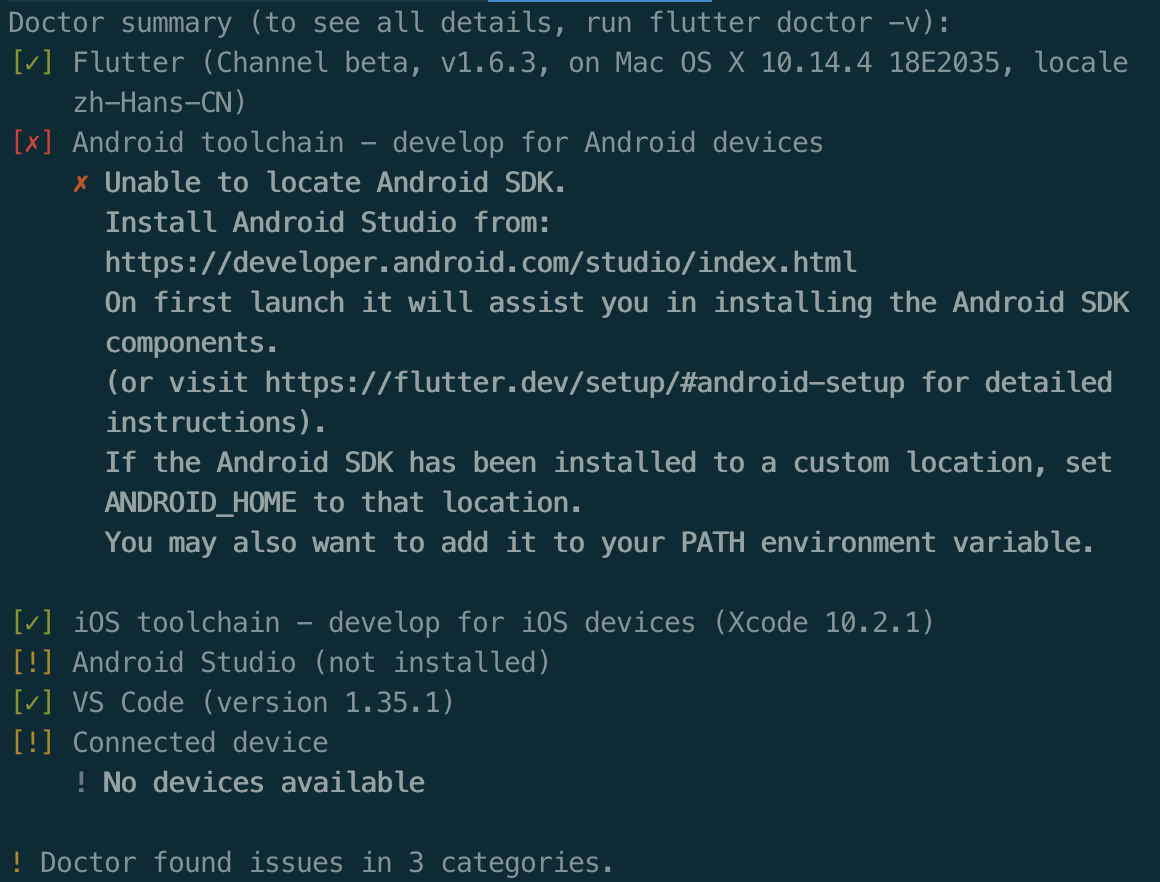 Doctor summary (to see all details, run flutter doctor -v):
[✓] Flutter (Channel beta, v1.6.3, on Mac OS X 10.14.4 18E2035, locale
zh-Hans-CN)
[✗] Android toolchain - develop for Android devices
✗ Unable to locate Android SDK.
Install Android Studio from:
https://developer.android.com/studio/index.html
On first launch it will assist you in installing the Android SDK
components.
(or visit https://flutter.dev/setup/#android-setup for detailed
instructions).
If the Android SDK has been installed to a custom location, set
ANDROID_HOME to that location.
You may also want to add it to your PATH environment variable.
[✓] iOS toolchain - develop for iOS devices (Xcode 10.2.1)
[!] Android Studio (not installed)
[✓] VS Code (version 1.35.1)
[!] Connected device
! No devices available
! Doctor found issues in 3 categories.